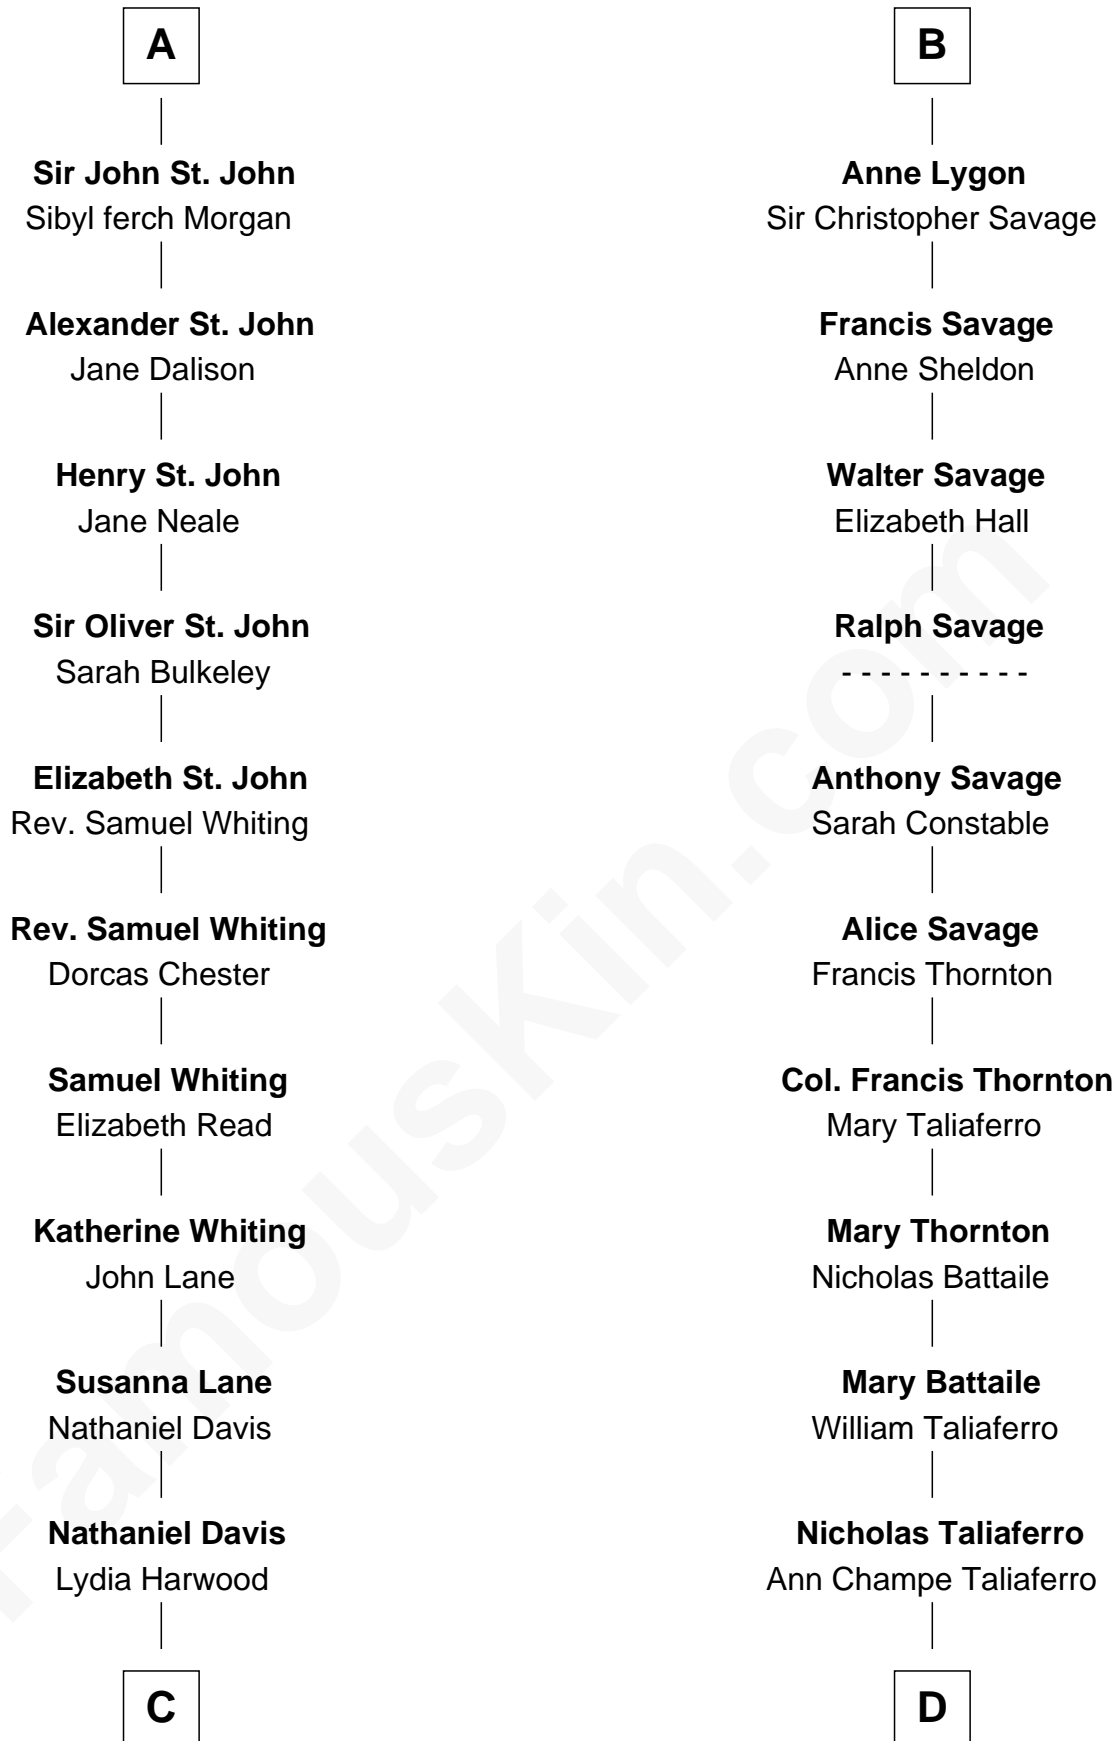 A
Sir John St. John
Sibyl ferch Morgan
Alexander St. John
Jane Dalison
Henry St. John
Jane Neale
Sir Oliver St. John
Sarah Bulkeley
Elizabeth St. John
Rev. Samuel Whiting
Rev. Samuel Whiting
Dorcas Chester
Samuel Whiting
Elizabeth Read
Katherine Whiting
John Lane
Susanna Lane
Nathaniel Davis
Nathaniel Davis
Lydia Harwood
C
B
Anne Lygon
Sir Christopher Savage
Francis Savage
Anne Sheldon
Walter Savage
Elizabeth Hall
Ralph Savage
- - - - - - - - - -
Anthony Savage
Sarah Constable
Alice Savage
Francis Thornton
Col. Francis Thornton
Mary Taliaferro
Mary Thornton
Nicholas Battaile
Mary Battaile
William Taliaferro
Nicholas Taliaferro
Ann Champe Taliaferro
D
FamousKin.com